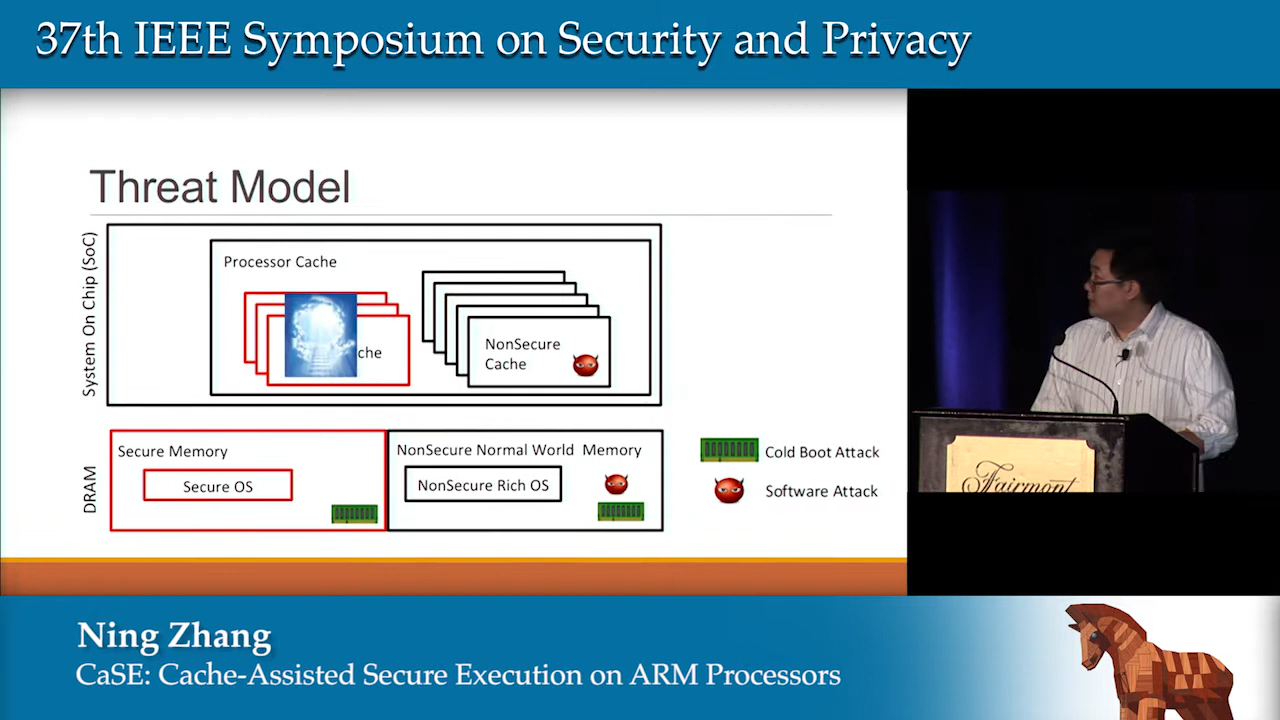 37th IEEE Symposium on Security and Privacy
Threat Model
System On Chip (SoC)
Processor Cache
che
NonSecure
Cache
DRAM
Secure Memory
Secure OS
NonSecure Normal World Memory
NonSecure Rich OS
Cold Boot Attack
Software Attack
Fairmont
Ning Zhang
CaSE: Cache-Assisted Secure Execution on ARM Processors